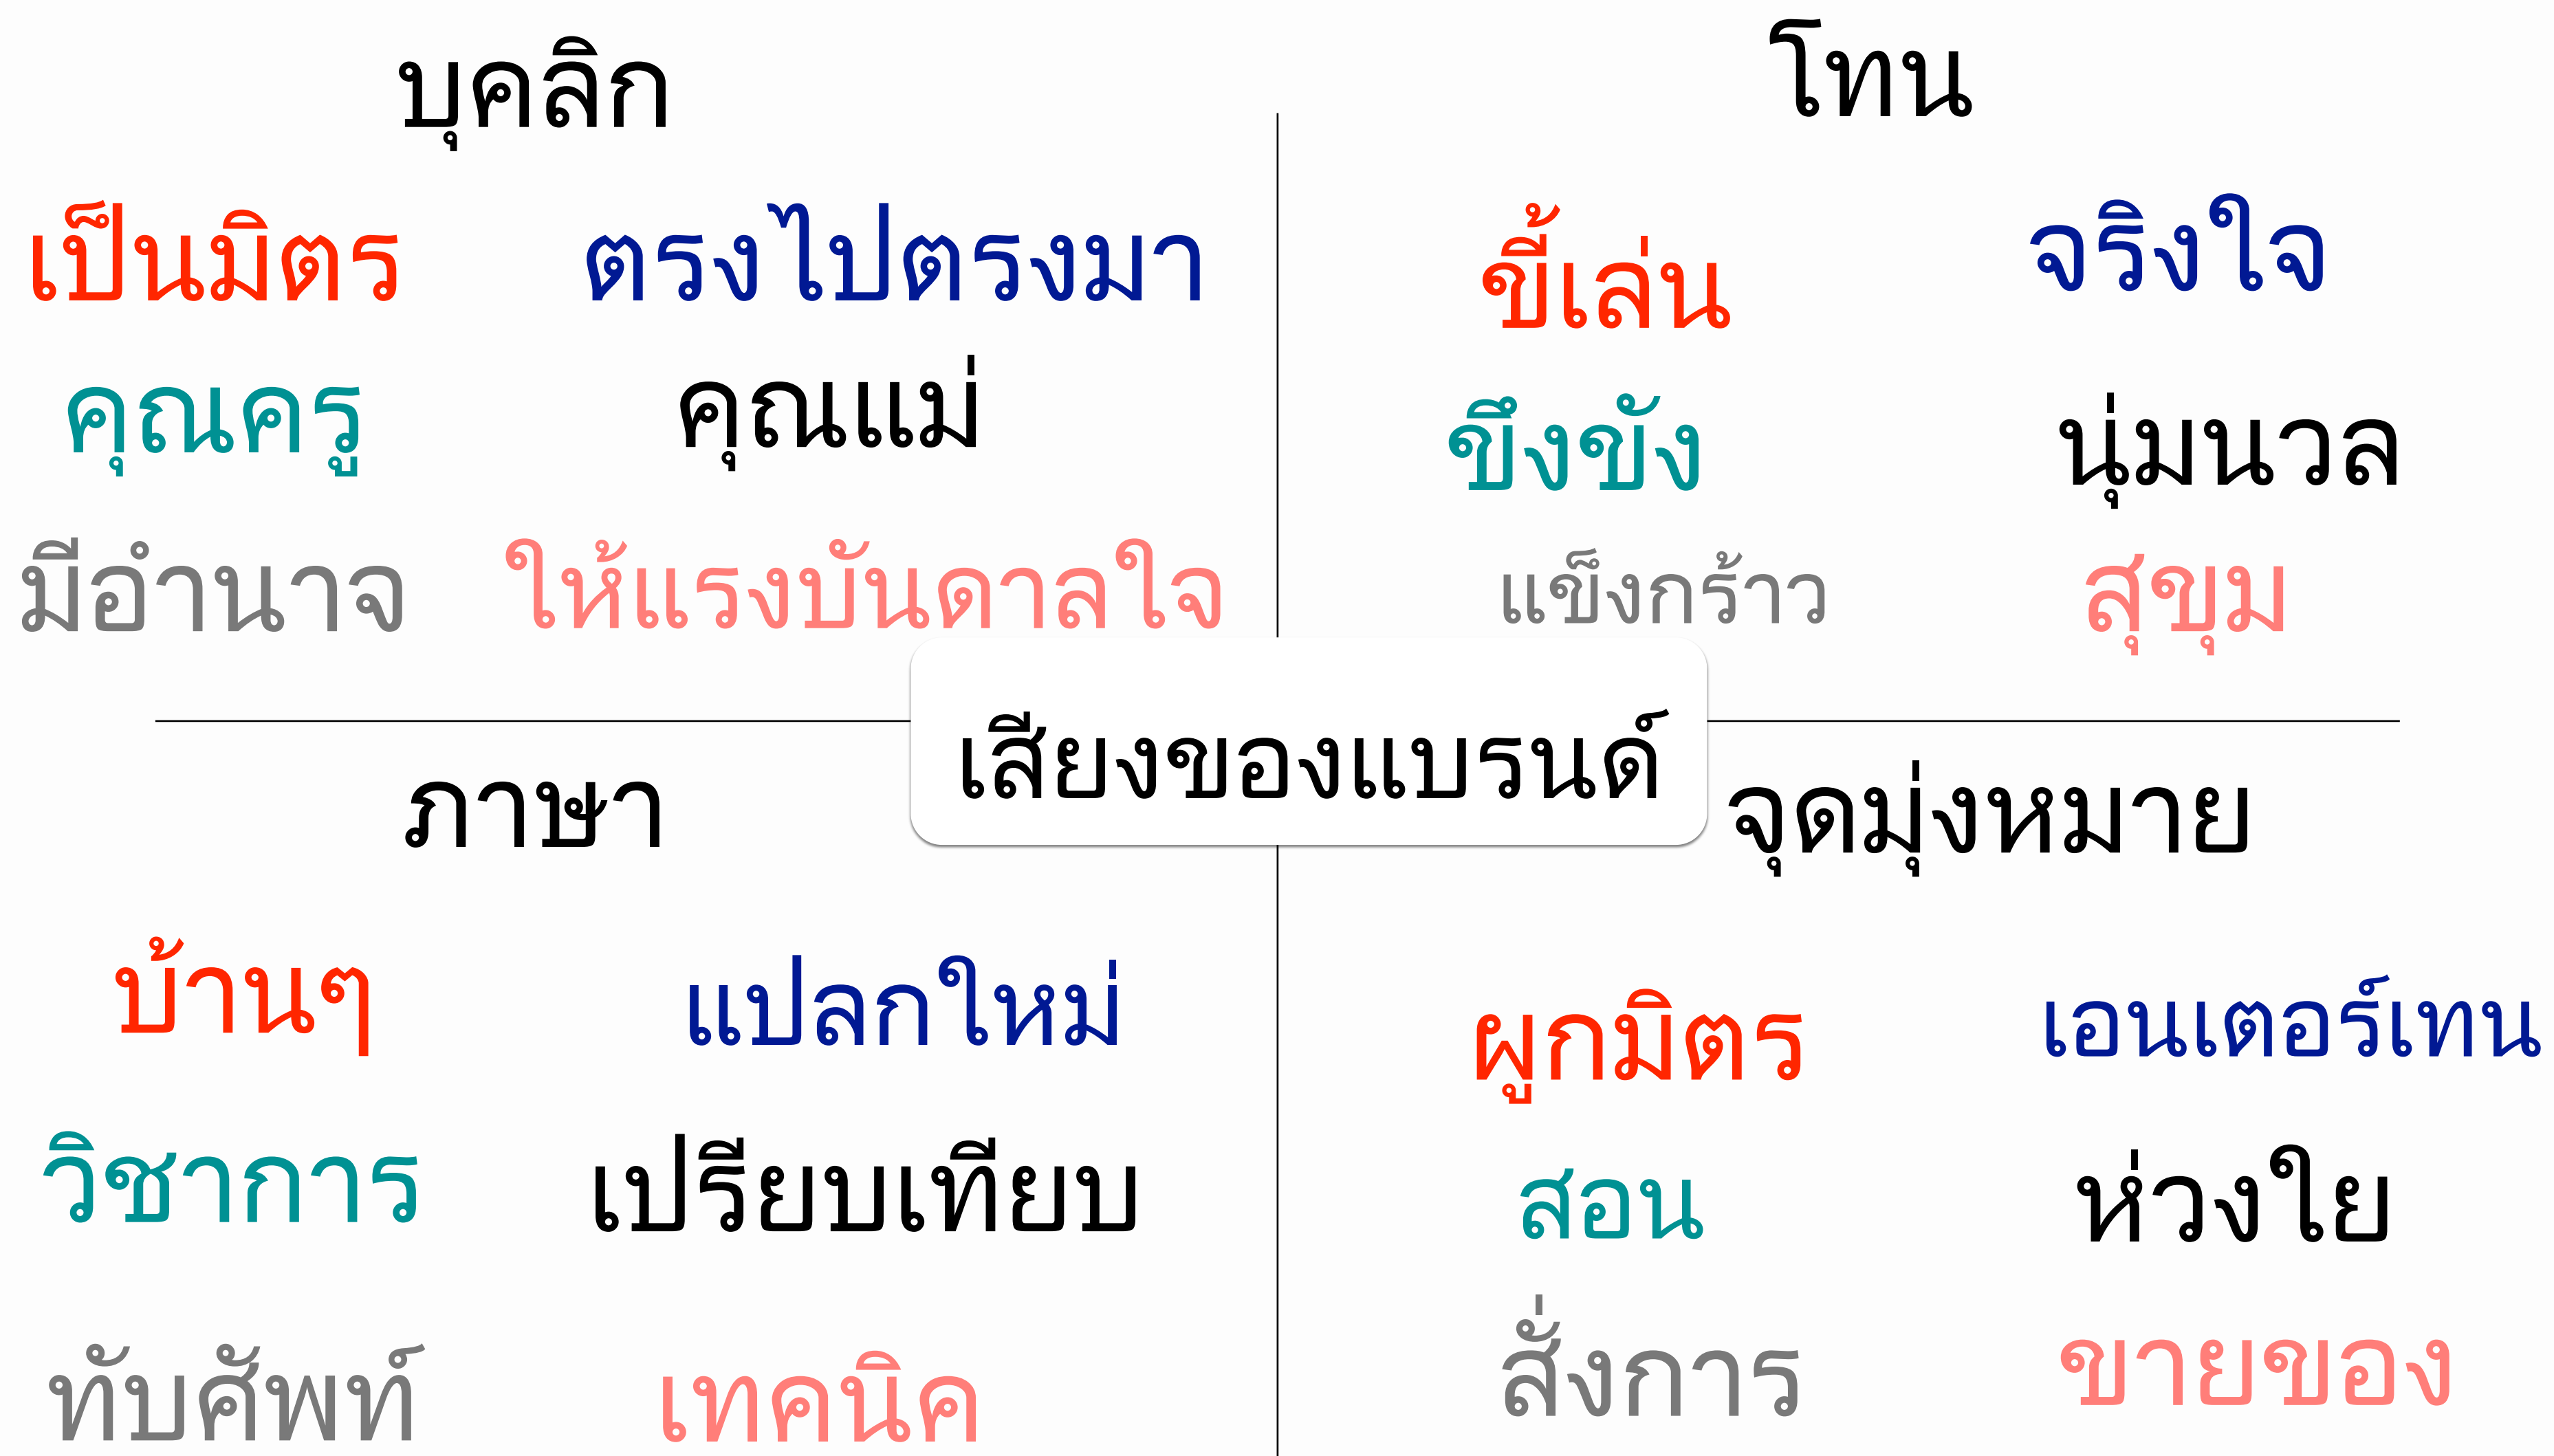 บุคลิก
เป็นมิตร ตรงไปตรงมา
คุณครู คุณแม่
มีอำนาจ ให้แรงบันดาลใจ
โทน
ขี้เล่น จริงใจ
ขึงขัง นุ่มนวล
แข็งกร้าว สุขุม
เสียงของแบรนด์
ภาษา
บ้านๆ แปลกใหม่
วิชาการ เปรียบเทียบ
ทับศัพท์ เทคนิค
จุดมุ่งหมาย
ผูกมิตร เอนเตอร์เทน
สอน ห่วงใย
สั่งการ ขายของ